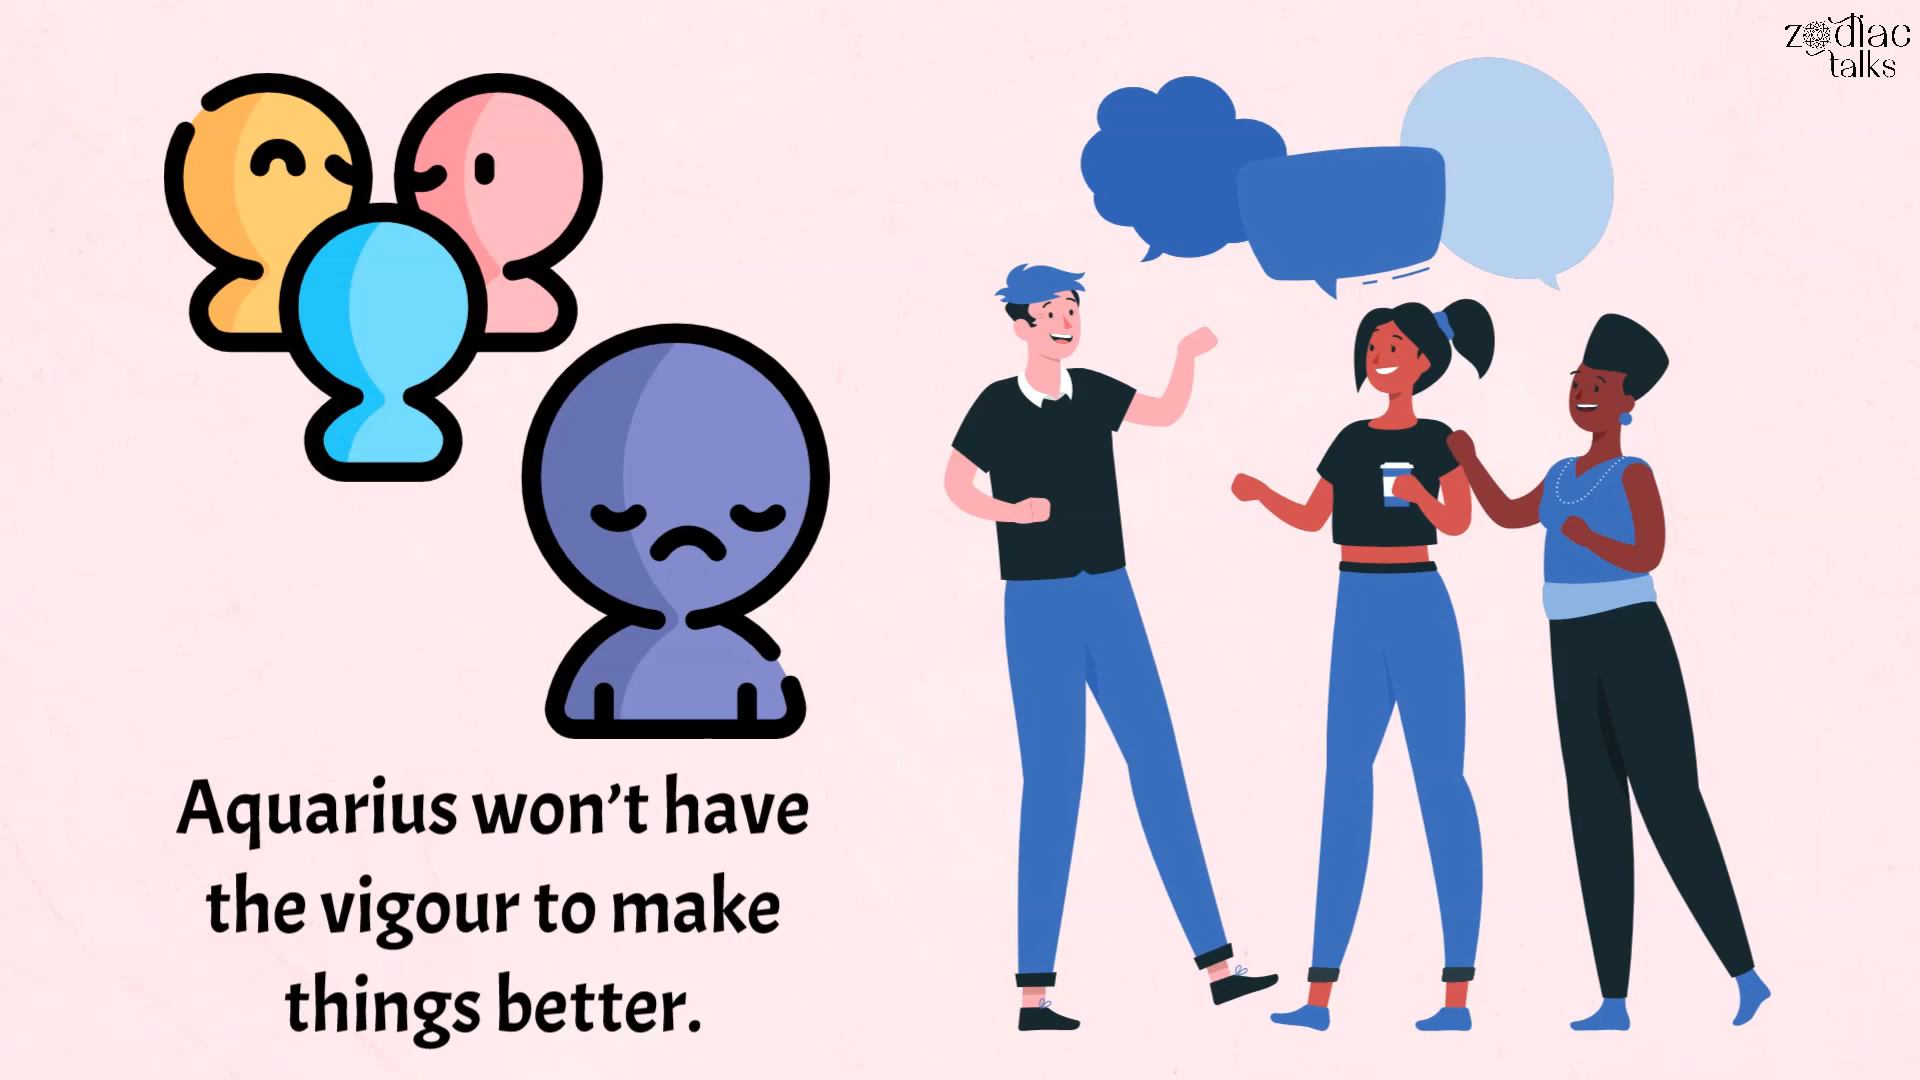 zodiac
talks
Aquarius won’t have
the vigour to make
things better.